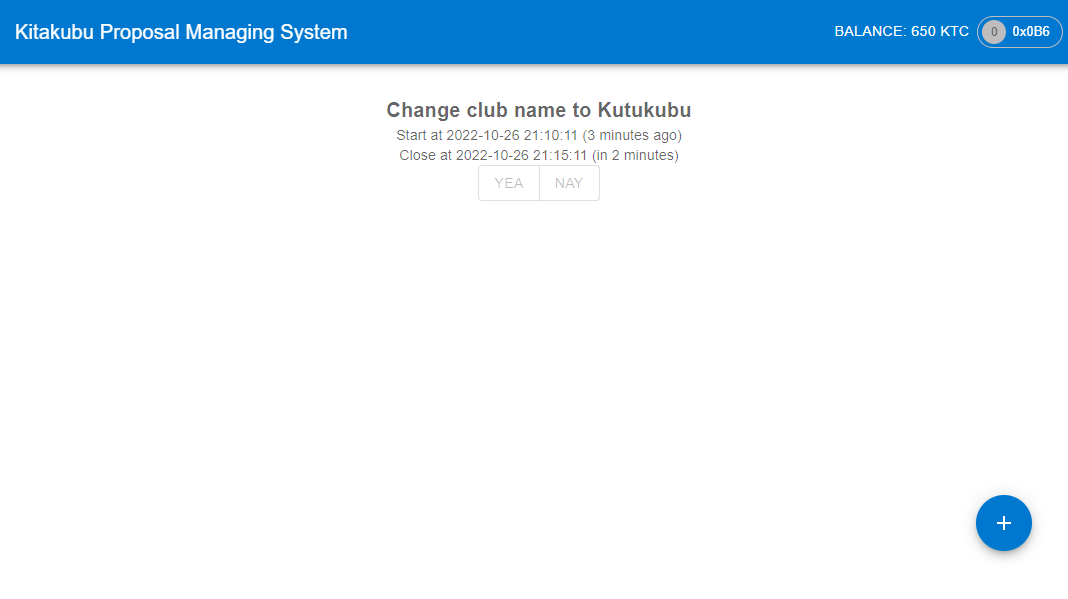 Kitakubu Proposal Managing System
BALANCE: 650 KTC 0 0x0B6
Change club name to Kutukubu
Start at 2022-10-26 21:10:11 (3 minutes ago)
Close at 2022-10-26 21:15:11 (in 2 minutes)
YEA NAY
+